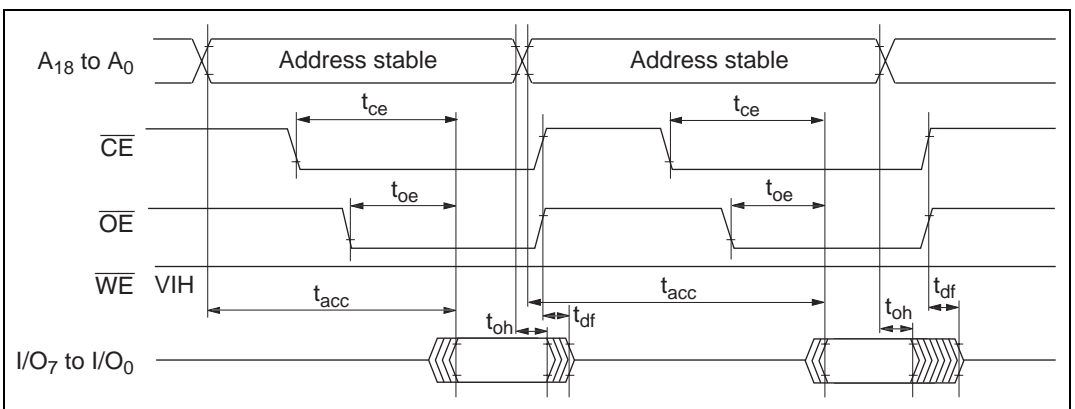 A18 to A0 Address stable Address stable
tce tce
CE
toe toe
OE
WE VIH
tacc tacc
toh tdf toh tdf
I/O7 to I/O0